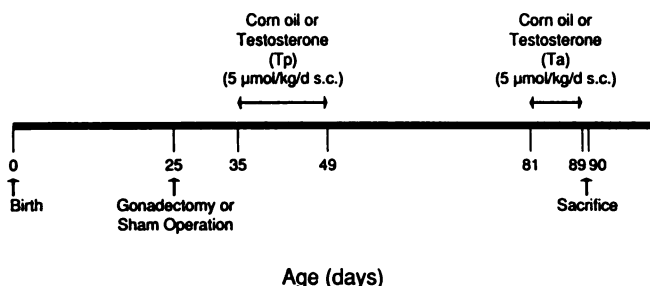 Corn oil or
Testosterone
(Tp)
(5 µmol/kg/d s.c.)
Corn oil or
Testosterone
(Ta)
(5 µmol/kg/d s.c.)
0 25 35 49 81 89 90
Birth
Gonadectomy or
Sham Operation
Sacrifice
Age (days)